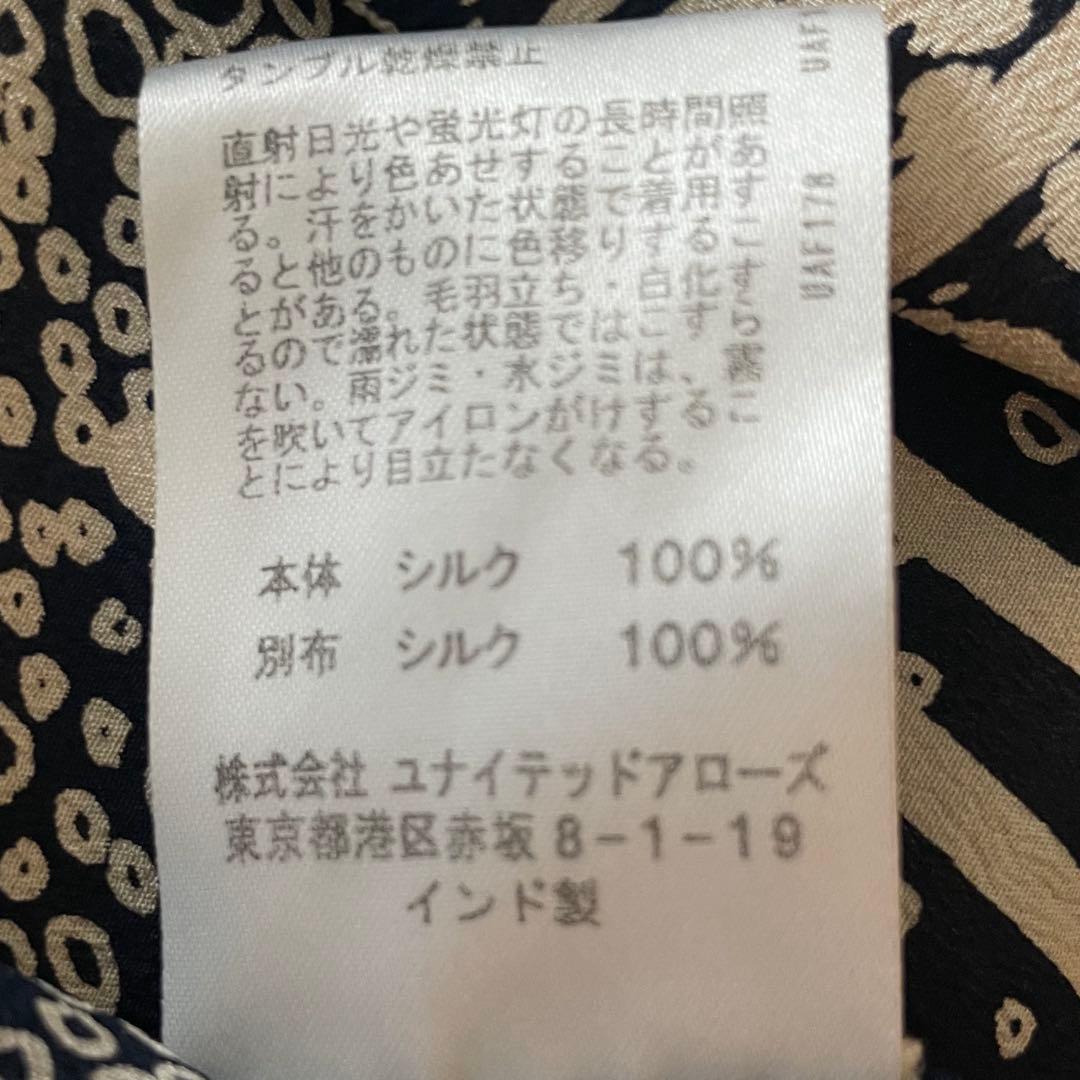 タンブル乾燥禁止
直射日光や蛍光灯の長時間照
射により色あせすることがあ
る。汗をかいた状態で着用す
ると他のものに色移りするこ
とがある。毛羽立ち・白化す
るので濡れた状態ではこすら
ない。雨ジミ・水ジミは、霧
を吹いてアイロンがけするこ
とにより目立たなくなる。
本体 シルク 100%
別布 シルク 100%
株式会社 ユナイテッドアローズ
東京都港区赤坂8-1-19
インド製
UAF178